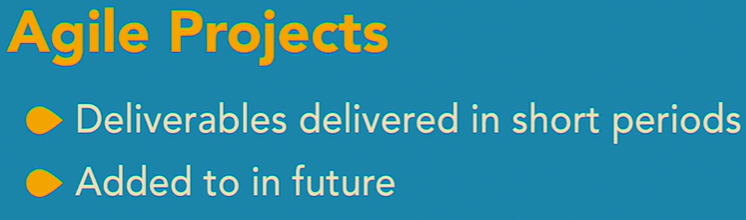 Agile Projects
Deliverables delivered in short periods
Added to in future